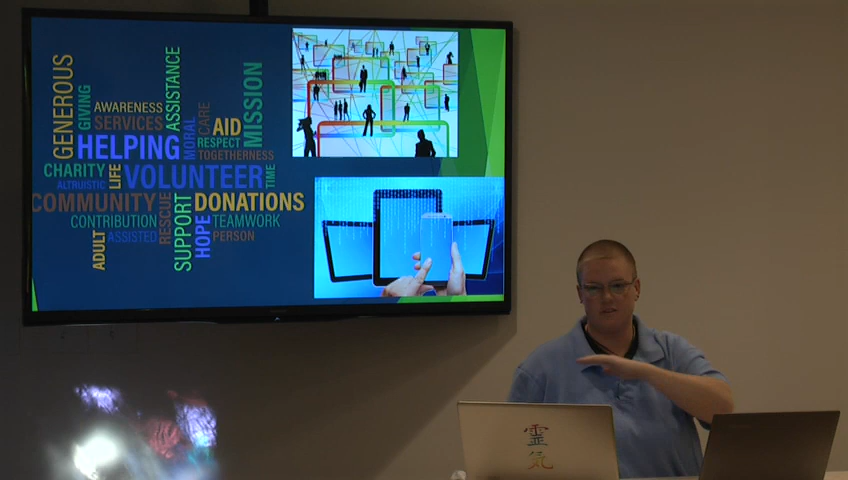 GENEROUS
GIVING
AWARENESS
SERVICES
ASSISTANCE
HELPING
MORAL
CARE
AID
RESPECT
MISSION
TOGETHERNESS
CHARITY
ALTRUISTIC
LIFE
VOLUNTEER
TIME
COMMUNITY
RESCUE
SUPPORT
DONATIONS
CONTRIBUTION
HOPE
TEAMWORK
ADULT
ASSISTED
PERSON
靈
気